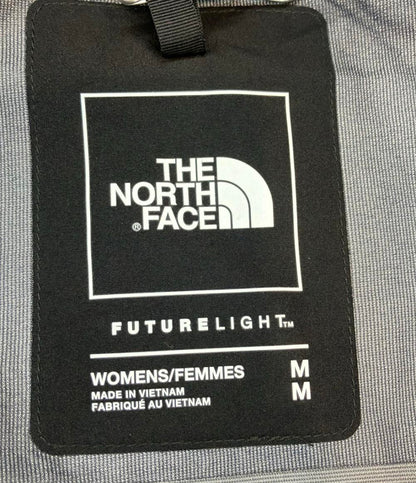 THE
NORTH
® FACE
FUTURELIGHT™
WOMENS/FEMMES M
MADE IN VIETNAM M
FABRIQUÉ AU VIETNAM